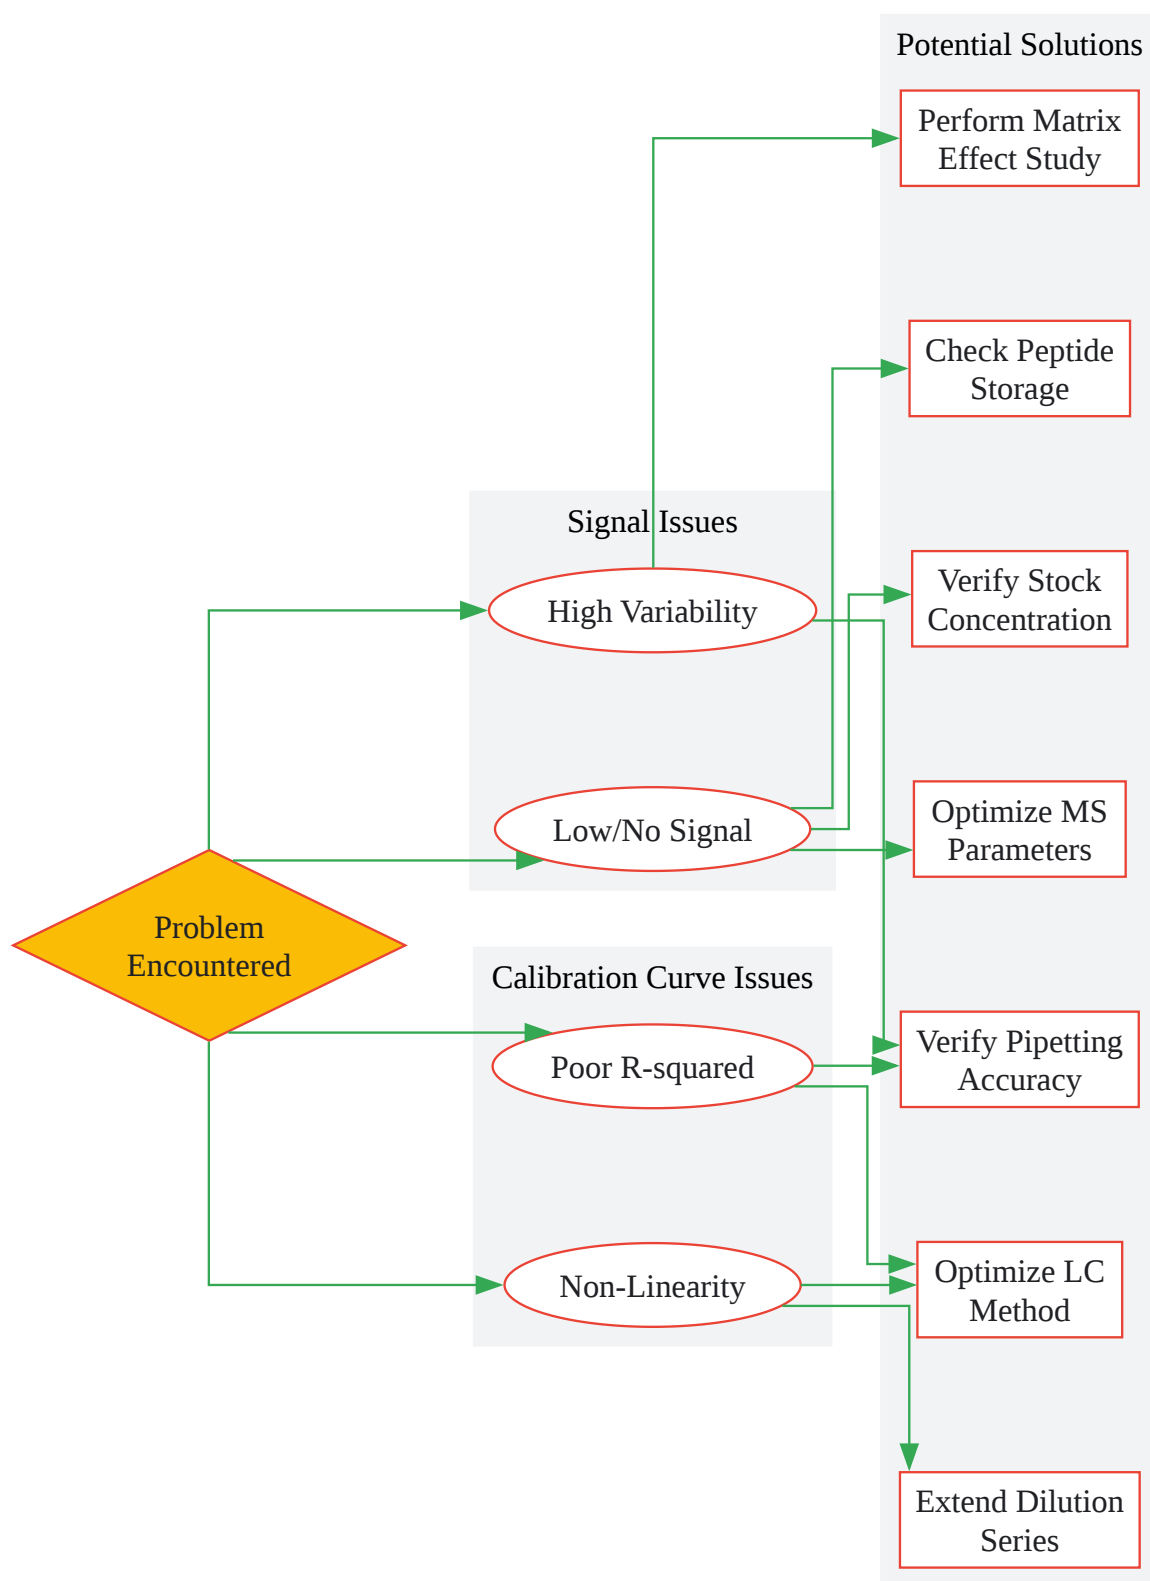 Potential Solutions
Perform Matrix
Effect Study
Check Peptide
Storage
Signal Issues
High Variability
Verify Stock
Concentration
Low/No Signal
Optimize MS
Parameters
Problem
Encountered
Calibration Curve Issues
Poor R-squared
Verify Pipetting
Accuracy
Non-Linearity
Optimize LC
Method
Extend Dilution
Series